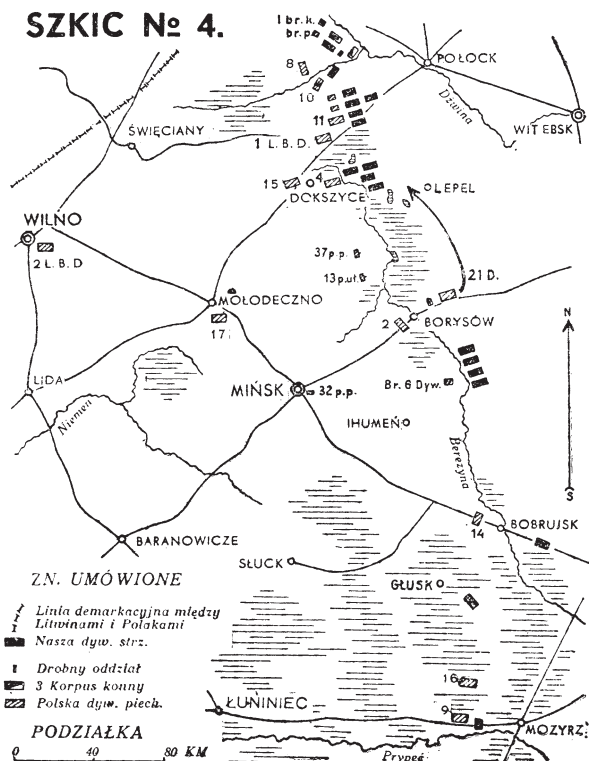 SZKIC № 4.
1 br. k.
br. p.
8
POŁOCK
10
Dźwina
11
WITEBSK
ŚWIĘCIANY
1 L.B.D.
15
4
DOKSZYCE
LEPEL
WILNO
2 Ł.B.D
37 p.p.
13 p.uł.
21 D.
MOŁODECZNO
N
17
2
BORYSÓW
LIDA
MIŃSK
32 p.p.
Br. 6 Dyw.
Niemen
IHUMEŃ
Berezyna
S
14
BOBRUJSK
BARANOWICZE
SŁUCK
GŁUSK
ZN. UMÓWIONE
Linia demarkacyjna między
Litwinami i Polakami
Nasza dyw. strz.
Drobny oddział
3 Korpus konny
Polska dyw. piech.
16
ŁUNINIEC
9
MOZYRZ
PODZIAŁKA
0 40 80 KM
Prypeć